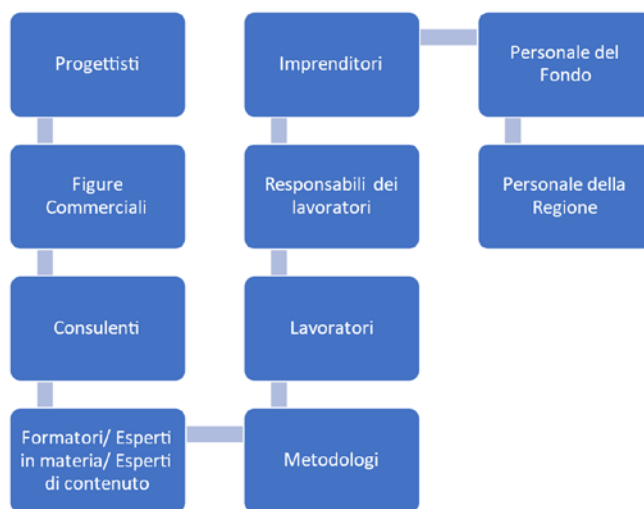 Progettisti
Figure
Commerciali
Consulenti
Formatori/ Esperti
in materia/ Esperti
di contenuto
Metodologi
Lavoratori
Responsabili dei
lavoratori
Imprenditori
Personale del
Fondo
Personale della
Regione